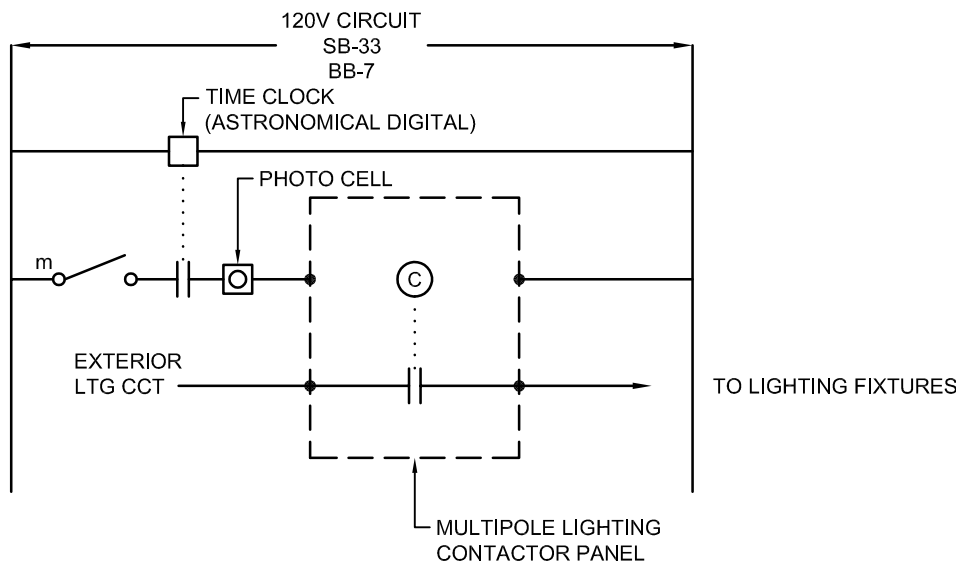 120V CIRCUIT
SB-33
BB-7
TIME CLOCK
(ASTRONOMICAL DIGITAL)
PHOTO CELL
m
C
EXTERIOR
LTG CCT
TO LIGHTING FIXTURES
MULTIPOLE LIGHTING
CONTACTOR PANEL